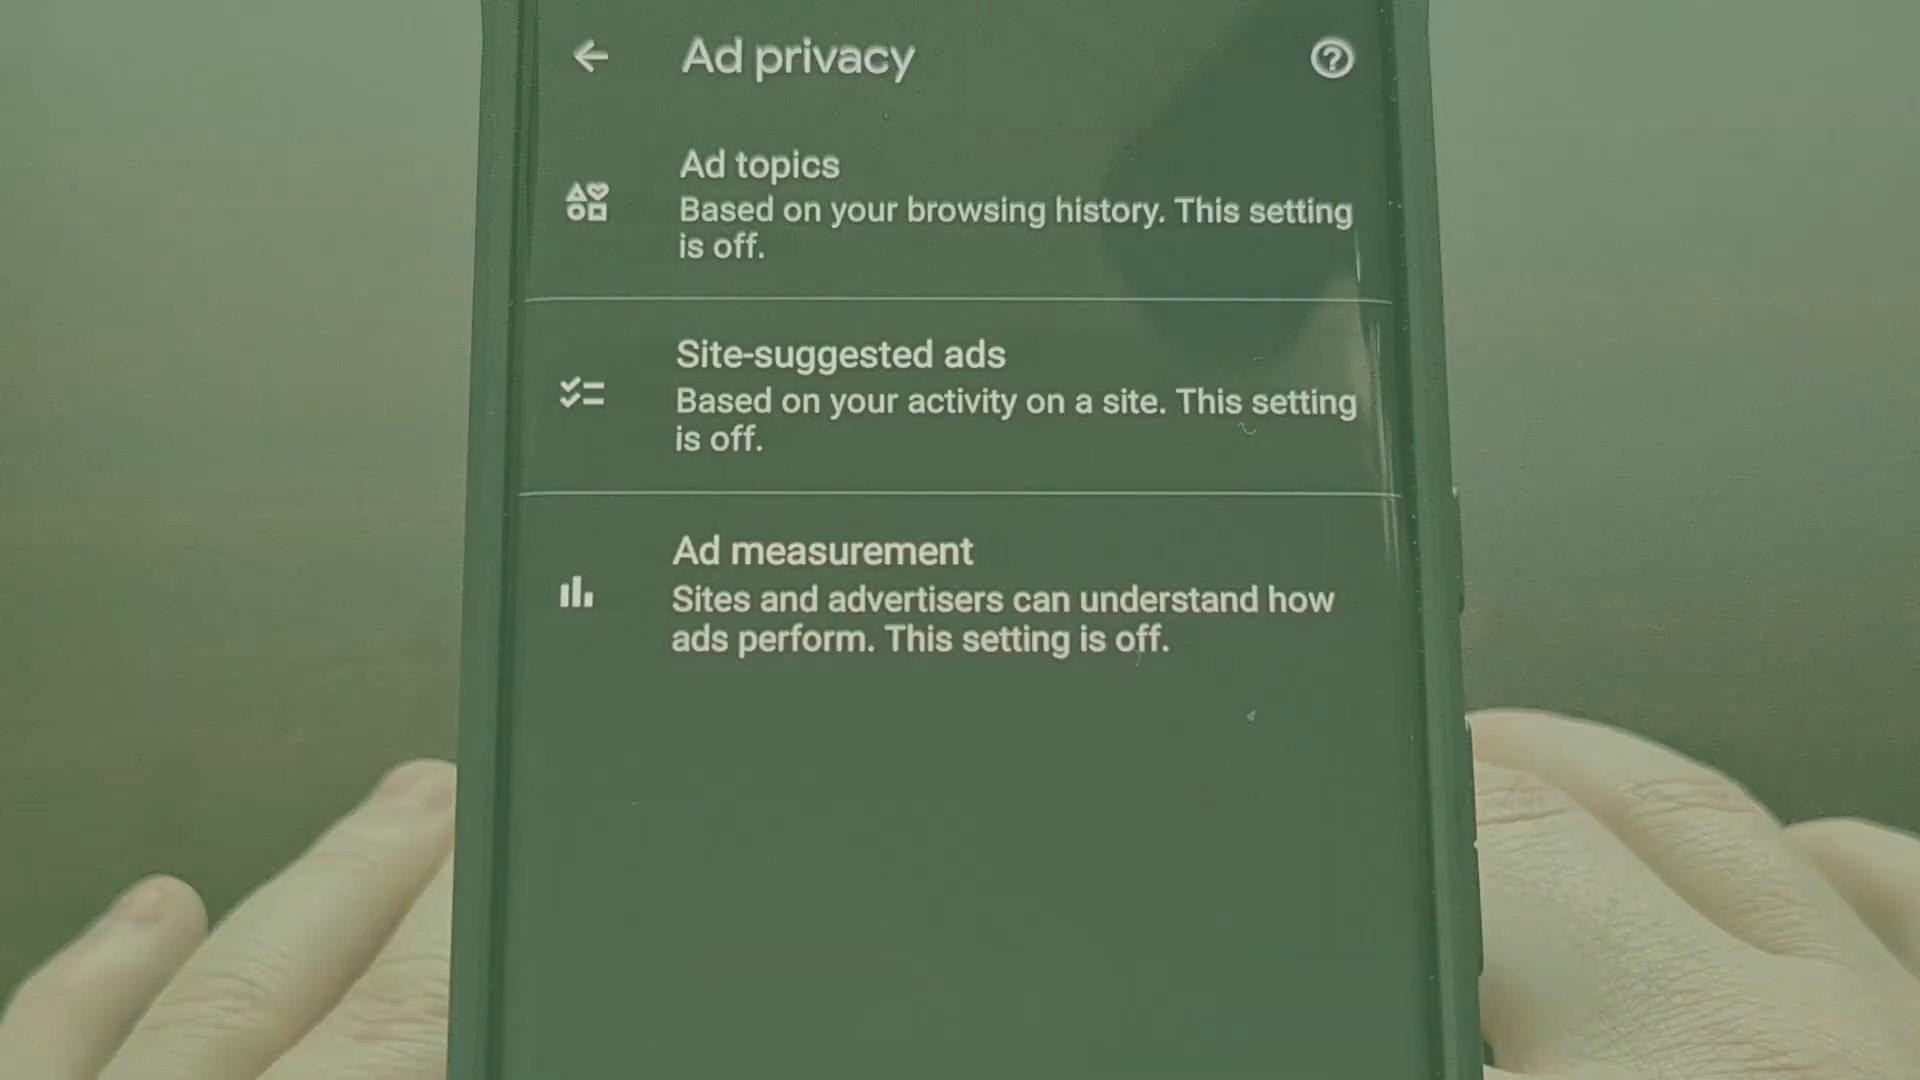 Ad privacy
Ad topics
Based on your browsing history. This setting
is off.
Site-suggested ads
Based on your activity on a site. This setting
is off.
Ad measurement
Sites and advertisers can understand how
ads perform. This setting is off.